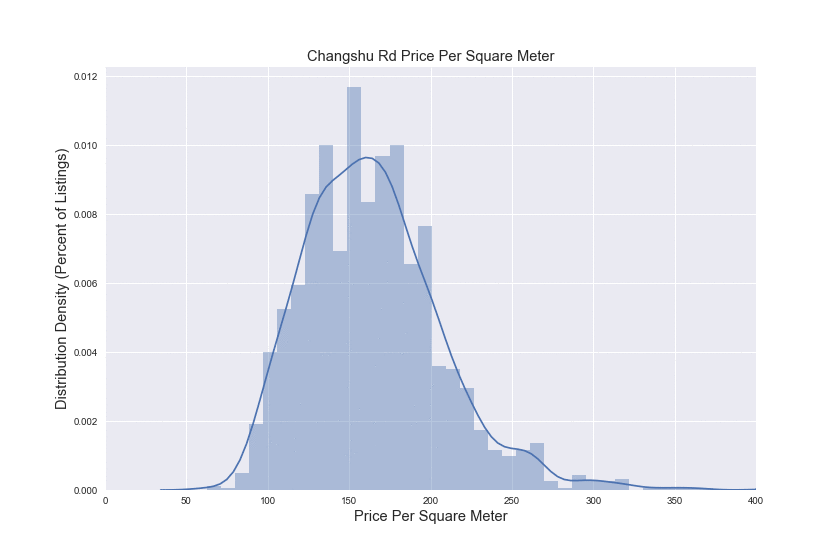 Changshu Rd Price Per Square Meter
Distribution Density (Percent of Listings)
0.012
0.010
0.008
0.006
0.004
0.002
0.000
0 50 100 150 200 250 300 350 400
Price Per Square Meter